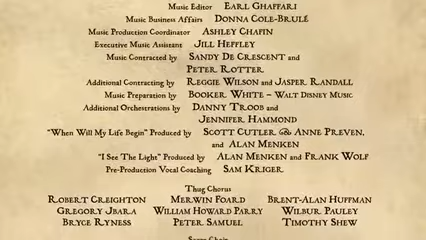 Music Editor EARL GHAFFARI
Music Business Affairs DONNA COLE-BRULÉ
Music Production Coordinator ASHLEY CHAPIN
Executive Music Assistant JILL HEFFLEY
Music Contracted by SANDY DE CRESCENT and
PETER ROTTER
Additional Contracting by REGGIE WILSON and JASPER RANDALL
Music Preparation by BOOKER WHITE – WALT DISNEY MUSIC
Additional Orchestrations by DANNY TROOB and
JENNIFER HAMMOND
"When Will My Life Begin" Produced by SCOTT CUTLER & ANNE PREVEN,
and ALAN MENKEN
"I See The Light" Produced by ALAN MENKEN and FRANK WOLF
Pre-Production Vocal Coaching SAM KRIGER
Thug Chorus
ROBERT CREIGHTON MERWIN FOARD BRENT-ALAN HUFFMAN
GREGORY JBARA WILLIAM HOWARD PARRY WILBUR PAULEY
BRYCE RYNESS PETER SAMUEL TIMOTHY SHEW